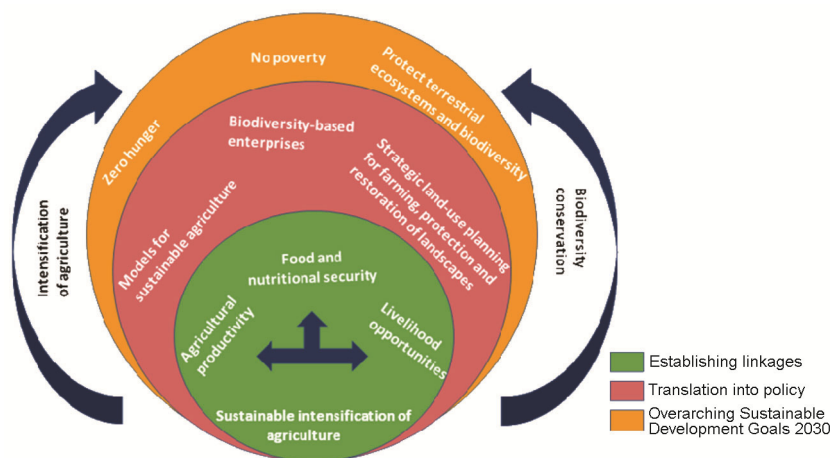 No poverty
Protect terrestrial
ecosystems and biodiversity
Zero hunger
Biodiversity-based
enterprises
Models for
sustainable agriculture
Strategic land-use planning
for farming, protection and
restoration of landscapes
Intensification
of agriculture
Biodiversity
conservation
Food and
nutritional security
Agricultural
productivity
Livelihood
opportunities
Sustainable intensification of
agriculture
Establishing linkages
Translation into policy
Overarching Sustainable
Development Goals 2030